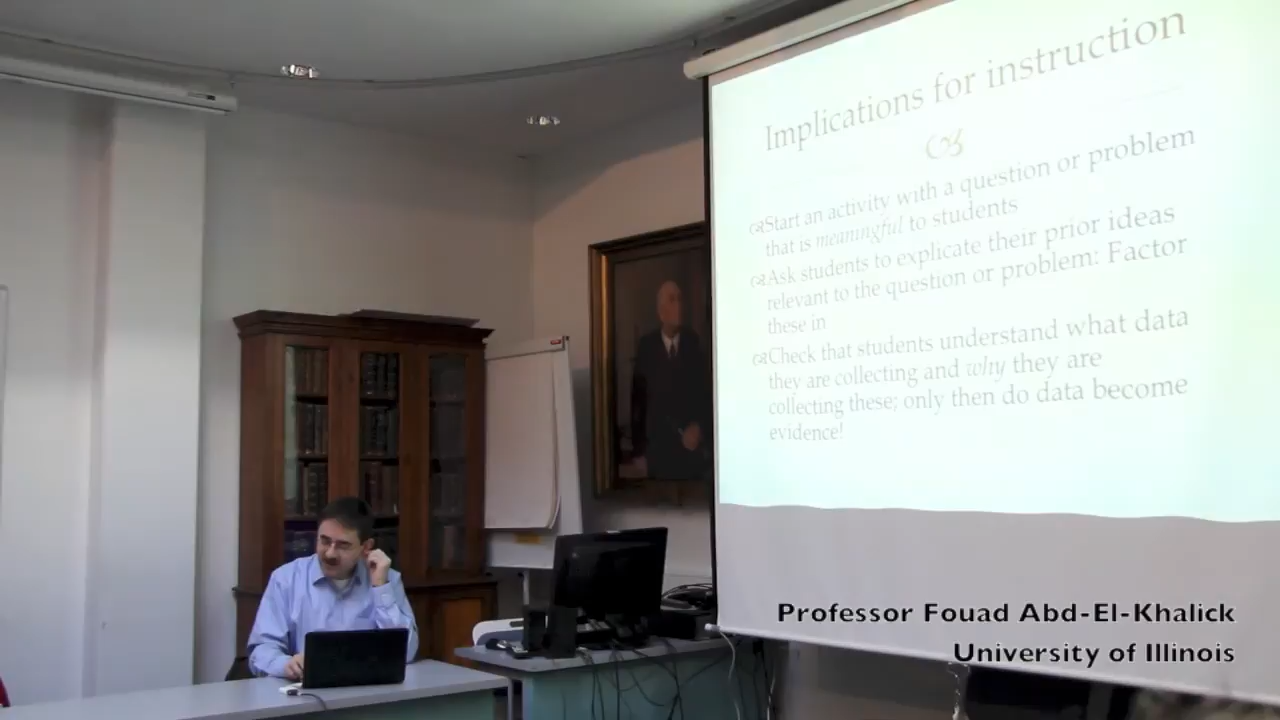 Implications for instruction
Start an activity with a question or problem
that is meaningful to students
Ask students to explicate their prior ideas
relevant to the question or problem: Factor
these in
Check that students understand what data
they are collecting and why they are
collecting these; only then do data become
evidence!
Professor Fouad Abd-El-Khalick
University of Illinois